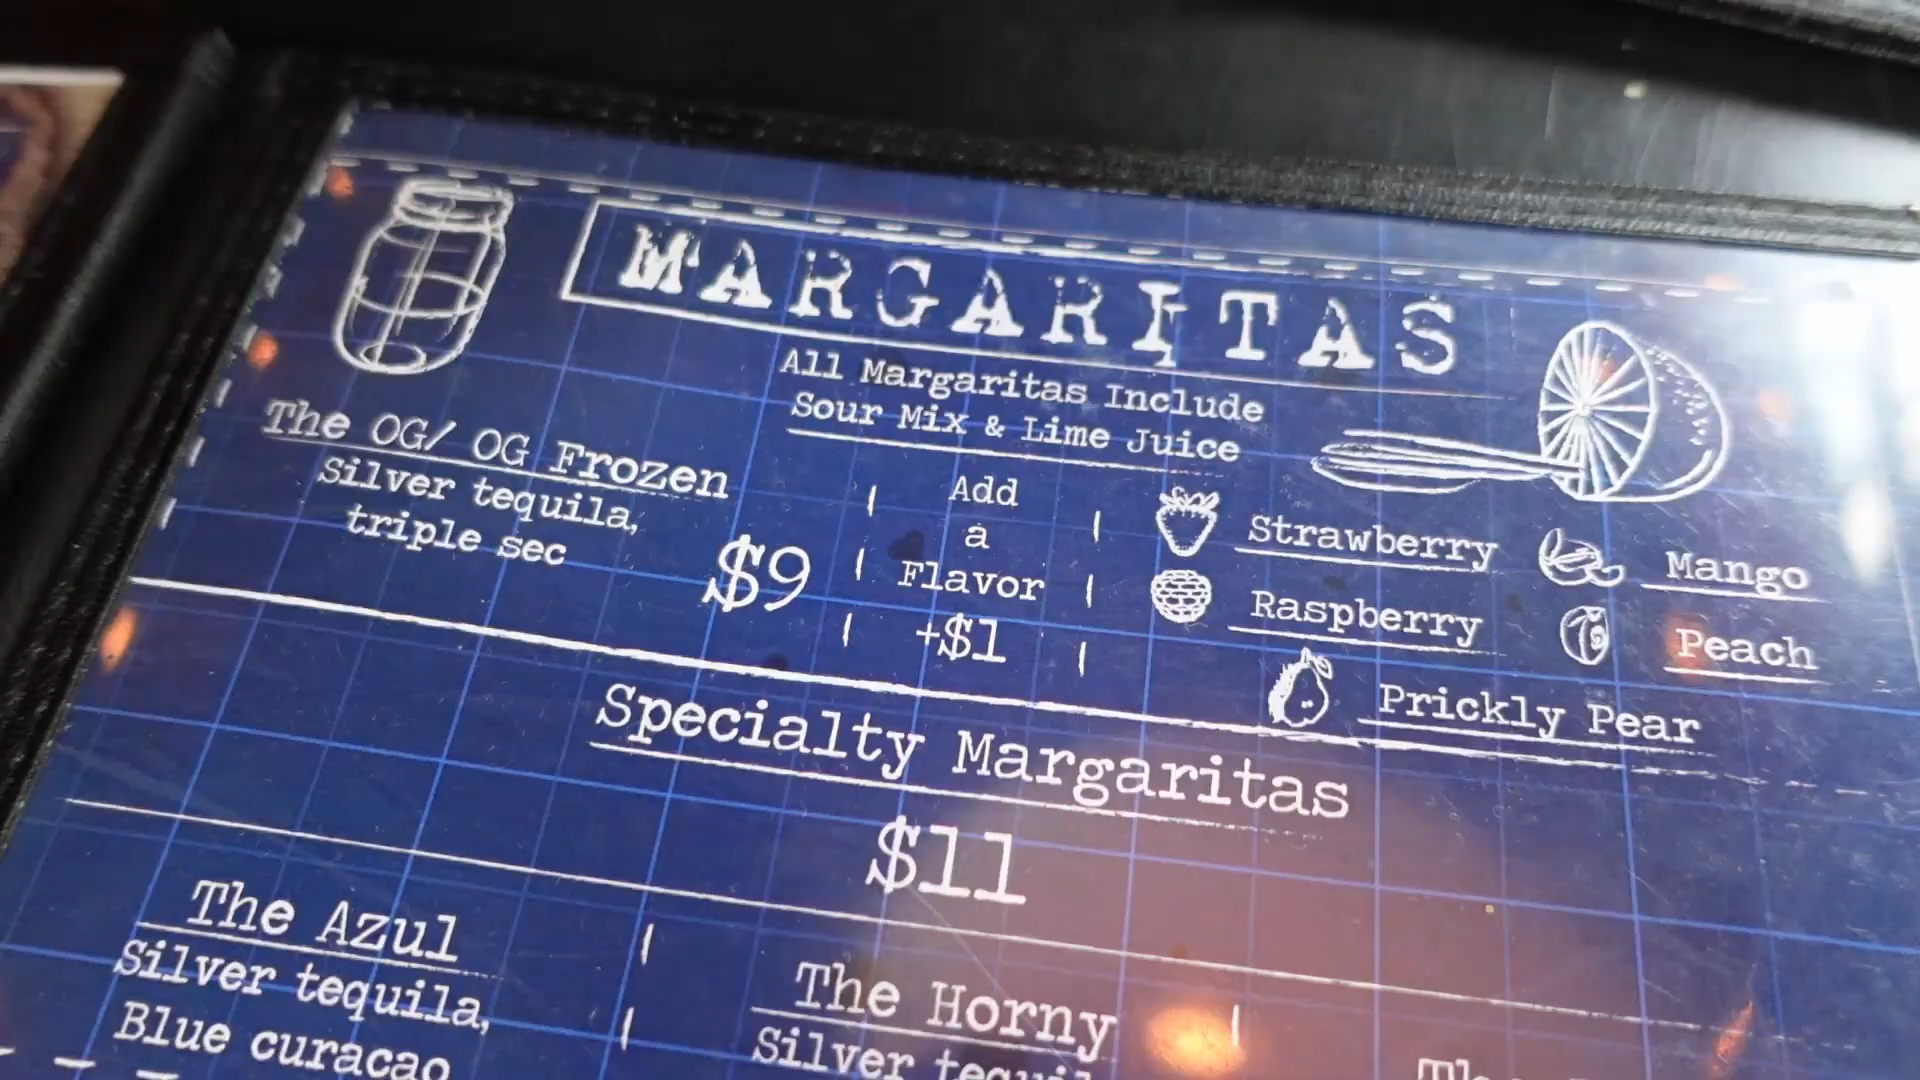 MARGARITAS
All Margaritas Include
Sour Mix & Lime Juice
The OG/ OG Frozen
Silver tequila,
triple sec
$9
Add
a
Flavor
+$1
Strawberry
Mango
Raspberry
Peach
Prickly Pear
Specialty Margaritas
$11
The Azul
Silver tequila,
Blue curacao
The Horny
Silver